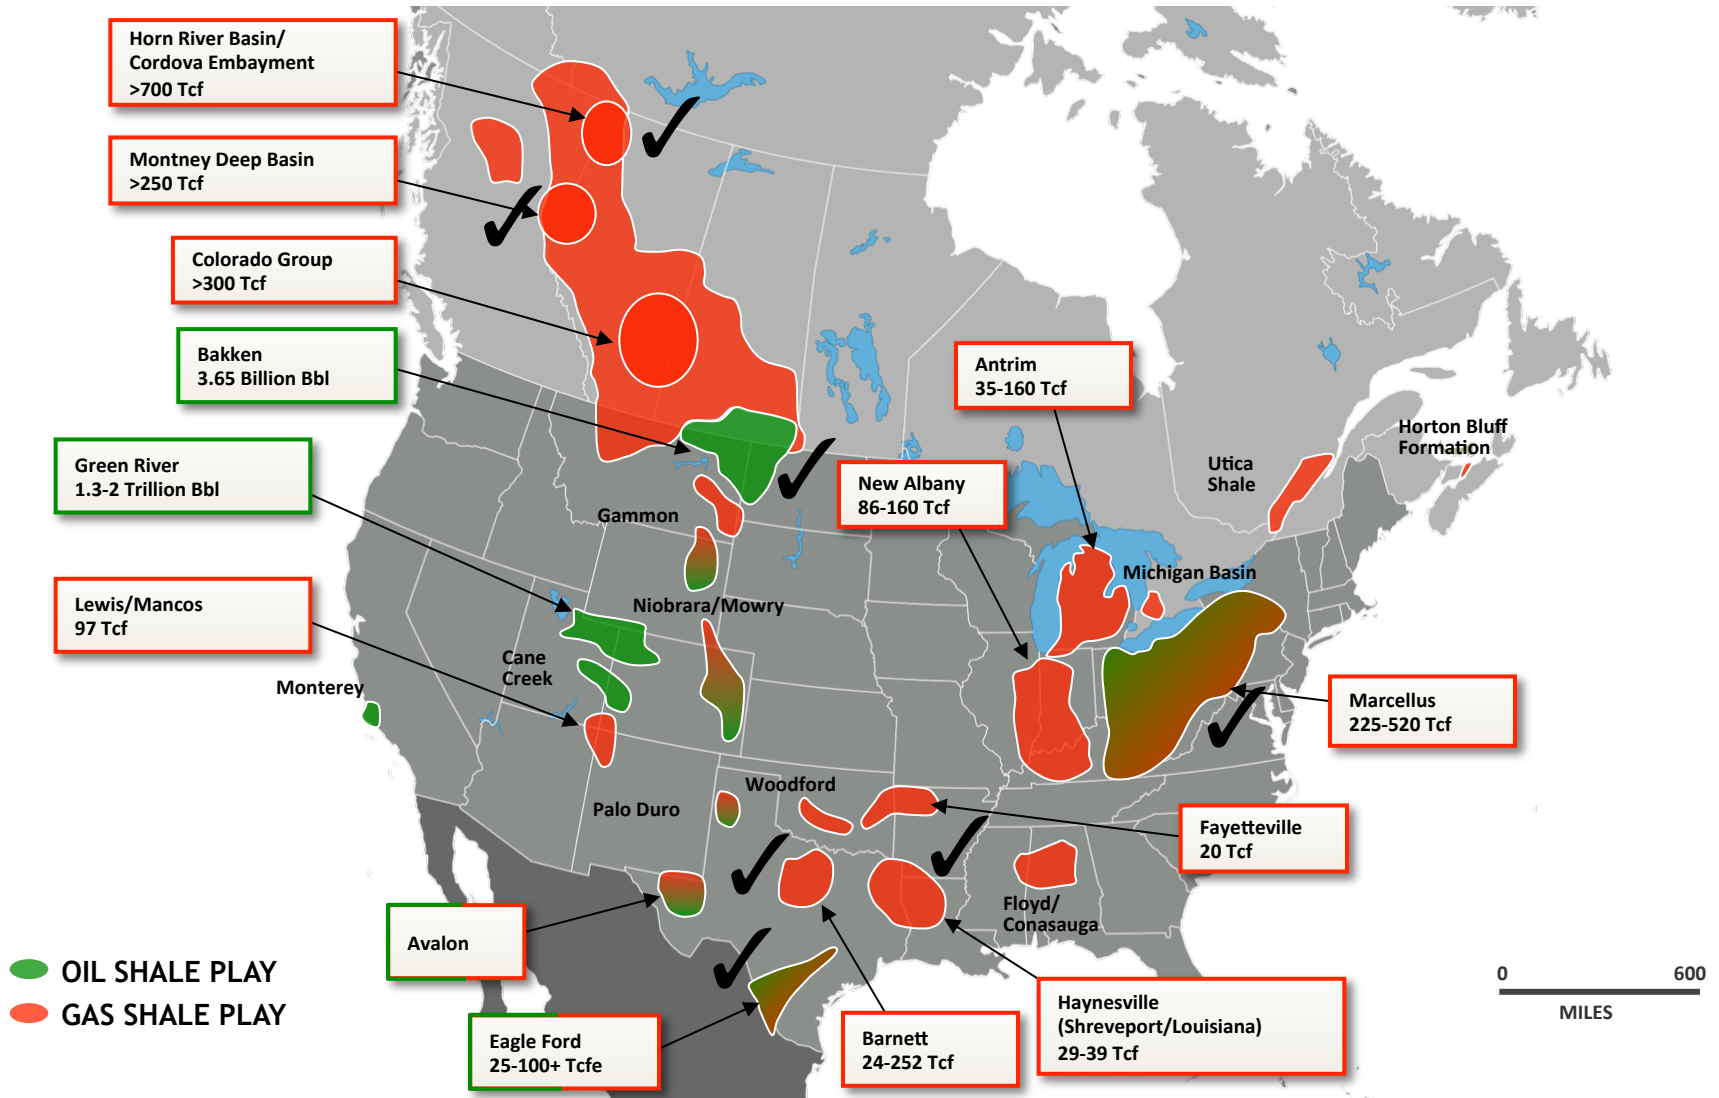 Horn River Basin/
Cordova Embayment
>700 Tcf
Montney Deep Basin
>250 Tcf
Colorado Group
>300 Tcf
Bakken
3.65 Billion Bbl
Green River
1.3-2 Trillion Bbl
Lewis/Mancos
97 Tcf
Monterey
Cane
Creek
Gammon
Niobrara/Mowry
Palo Duro
Woodford
Antrim
35-160 Tcf
New Albany
86-160 Tcf
Michigan Basin
Utica
Shale
Horton Bluff
Formation
Marcellus
225-520 Tcf
Fayetteville
20 Tcf
Floyd/
Conasauga
Haynesville
(Shreveport/Louisiana)
29-39 Tcf
Barnett
24-252 Tcf
Eagle Ford
25-100+ Tcfe
Avalon
OIL SHALE PLAY
GAS SHALE PLAY
0 600
MILES